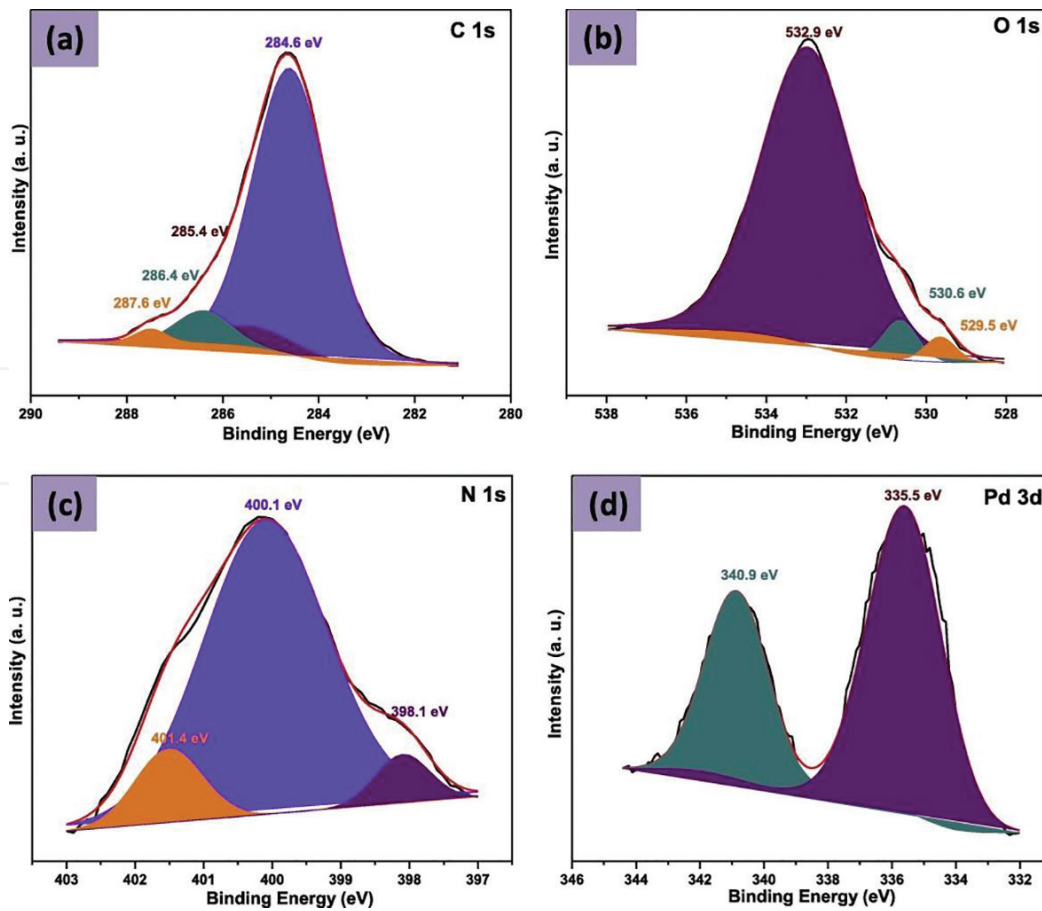 (a)
C 1s
284.6 eV
285.4 eV
286.4 eV
287.6 eV
Intensity (a. u.)
290 288 286 284 282 280
Binding Energy (eV)
(b)
O 1s
532.9 eV
530.6 eV
529.5 eV
Intensity (a. u.)
538 536 534 532 530 528
Binding Energy (eV)
(c)
N 1s
400.1 eV
398.1 eV
401.4 eV
Intensity (a. u.)
403 402 401 400 399 398 397
Binding Energy (eV)
(d)
Pd 3d
335.5 eV
340.9 eV
Intensity (a. u.)
346 344 342 340 338 336 334 332
Binding Energy (eV)